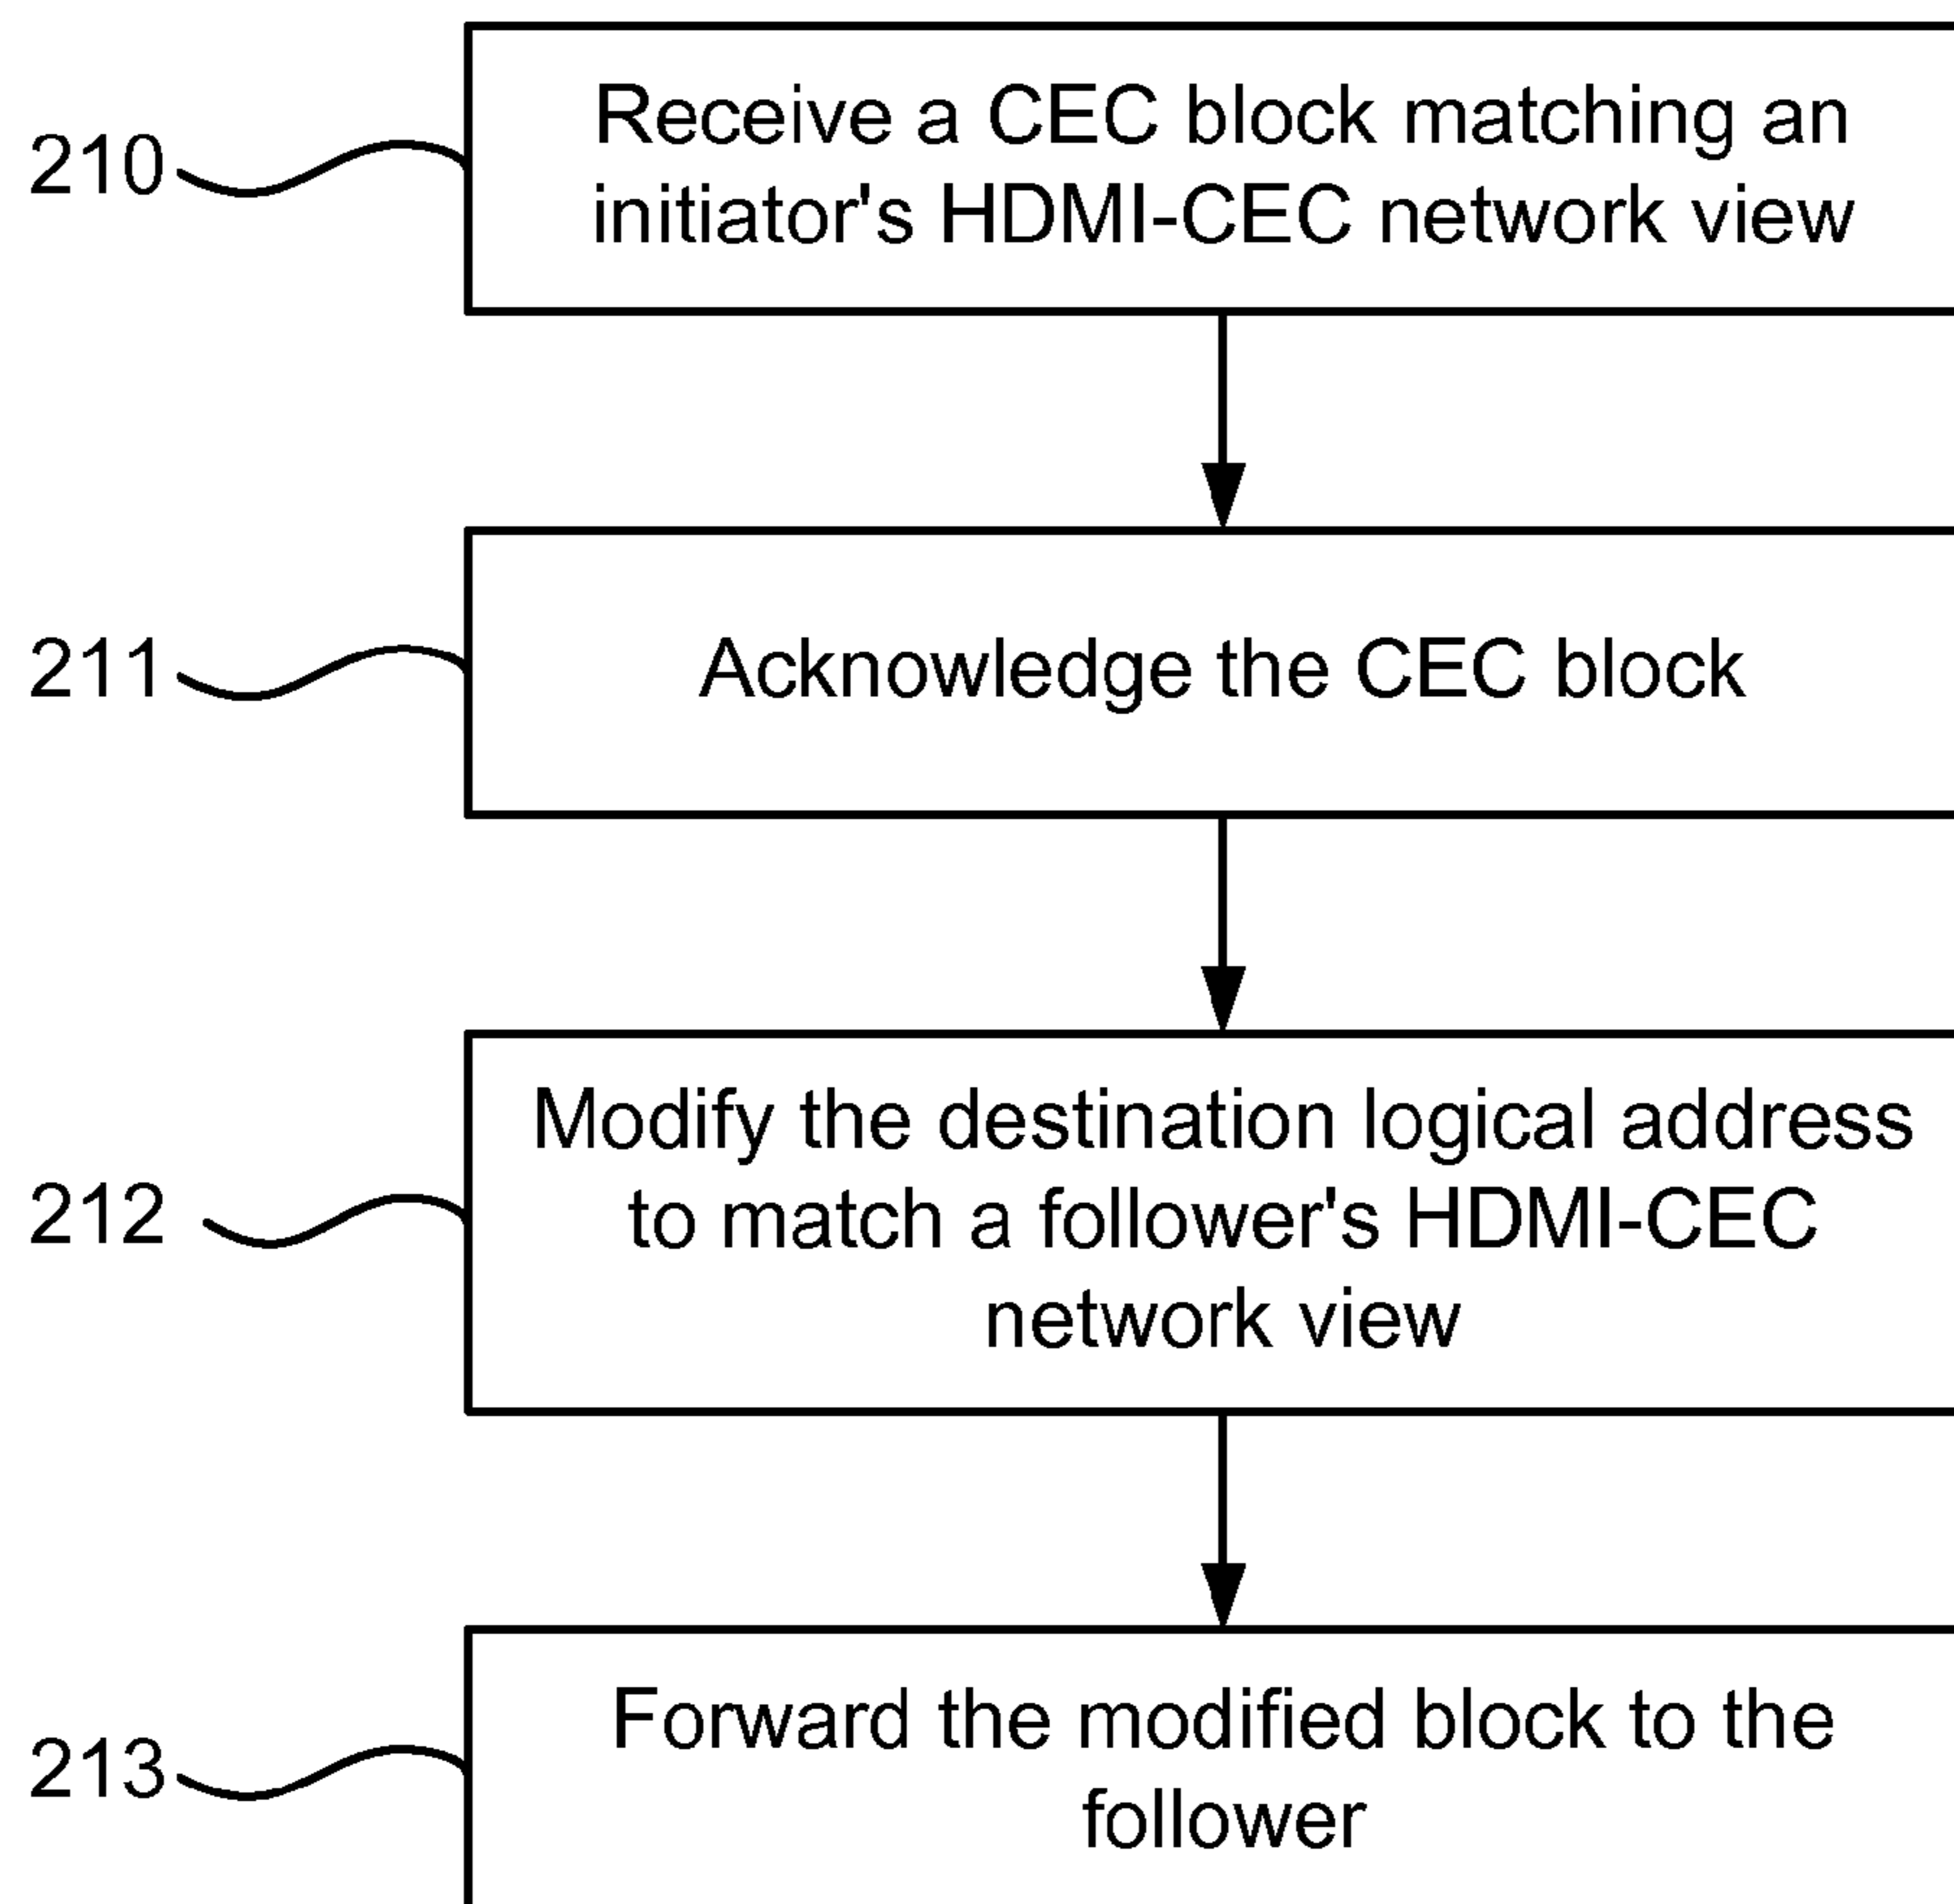 210
Receive a CEC block matching an
initiator's HDMI-CEC network view
211
Acknowledge the CEC block
212
Modify the destination logical address
to match a follower's HDMI-CEC
network view
213
Forward the modified block to the
follower